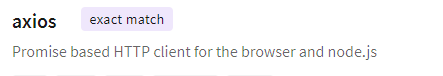 axios exact match
Promise based HTTP client for the browser and node.js